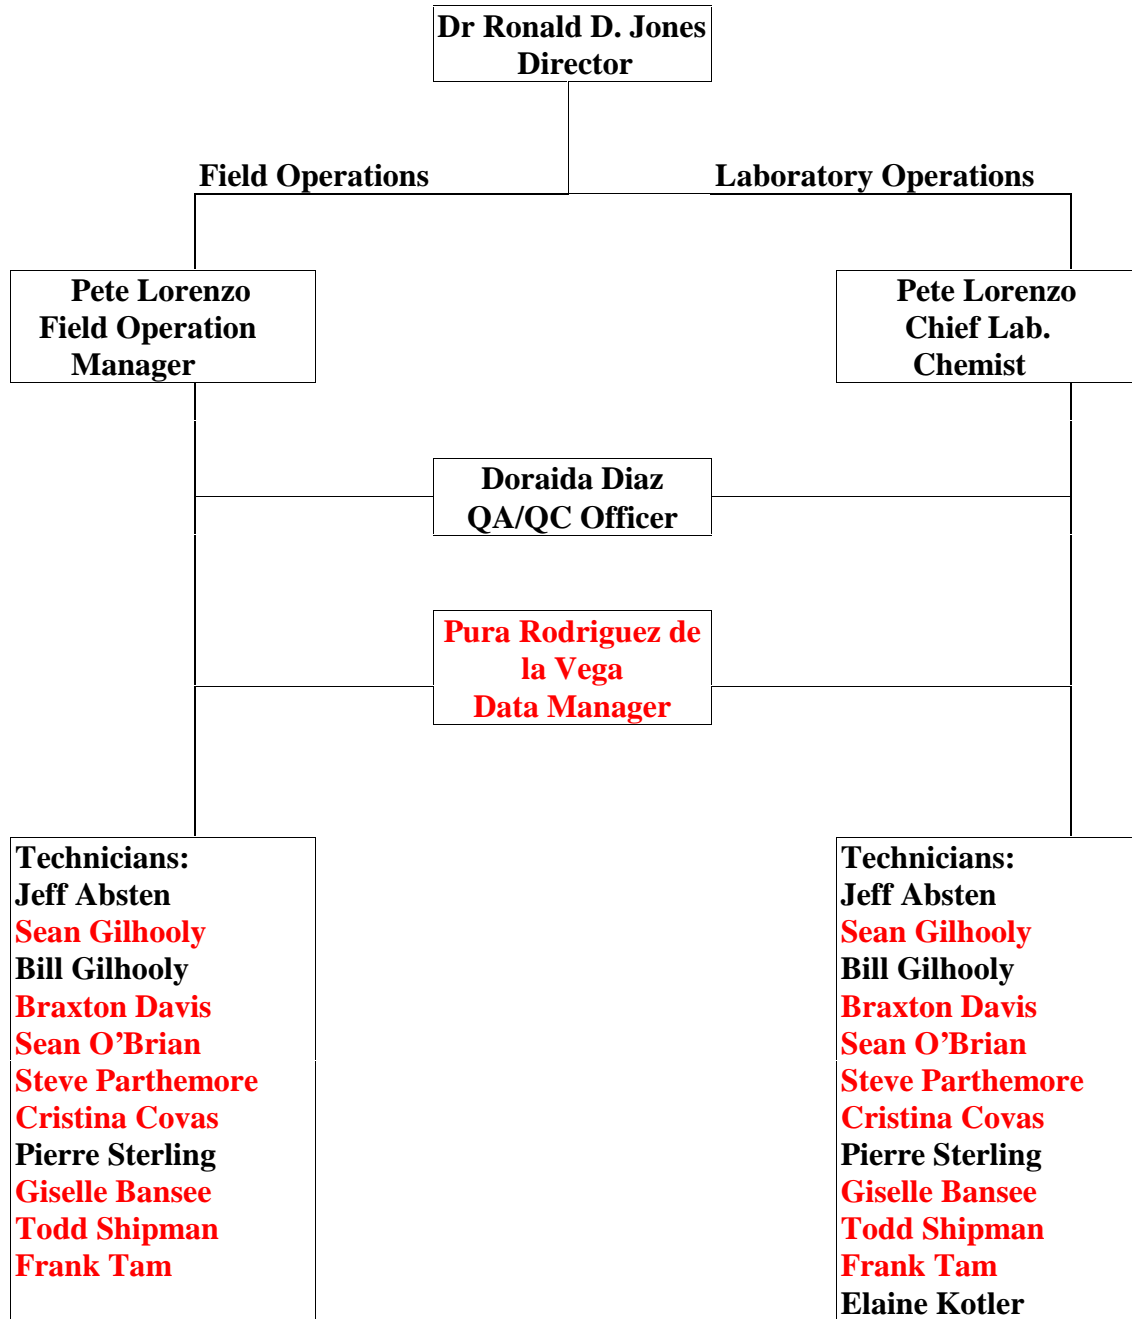 Dr Ronald D. Jones
Director
Field Operations
Laboratory Operations
Pete Lorenzo
Field Operation
Manager
Pete Lorenzo
Chief Lab.
Chemist
Doraida Diaz
QA/QC Officer
Pura Rodriguez de
la Vega
Data Manager
Technicians:
Jeff Absten
Sean Gilhooly
Bill Gilhooly
Braxton Davis
Sean O’Brian
Steve Parthemore
Cristina Covas
Pierre Sterling
Giselle Bansee
Todd Shipman
Frank Tam
Technicians:
Jeff Absten
Sean Gilhooly
Bill Gilhooly
Braxton Davis
Sean O’Brian
Steve Parthemore
Cristina Covas
Pierre Sterling
Giselle Bansee
Todd Shipman
Frank Tam
Elaine Kotler